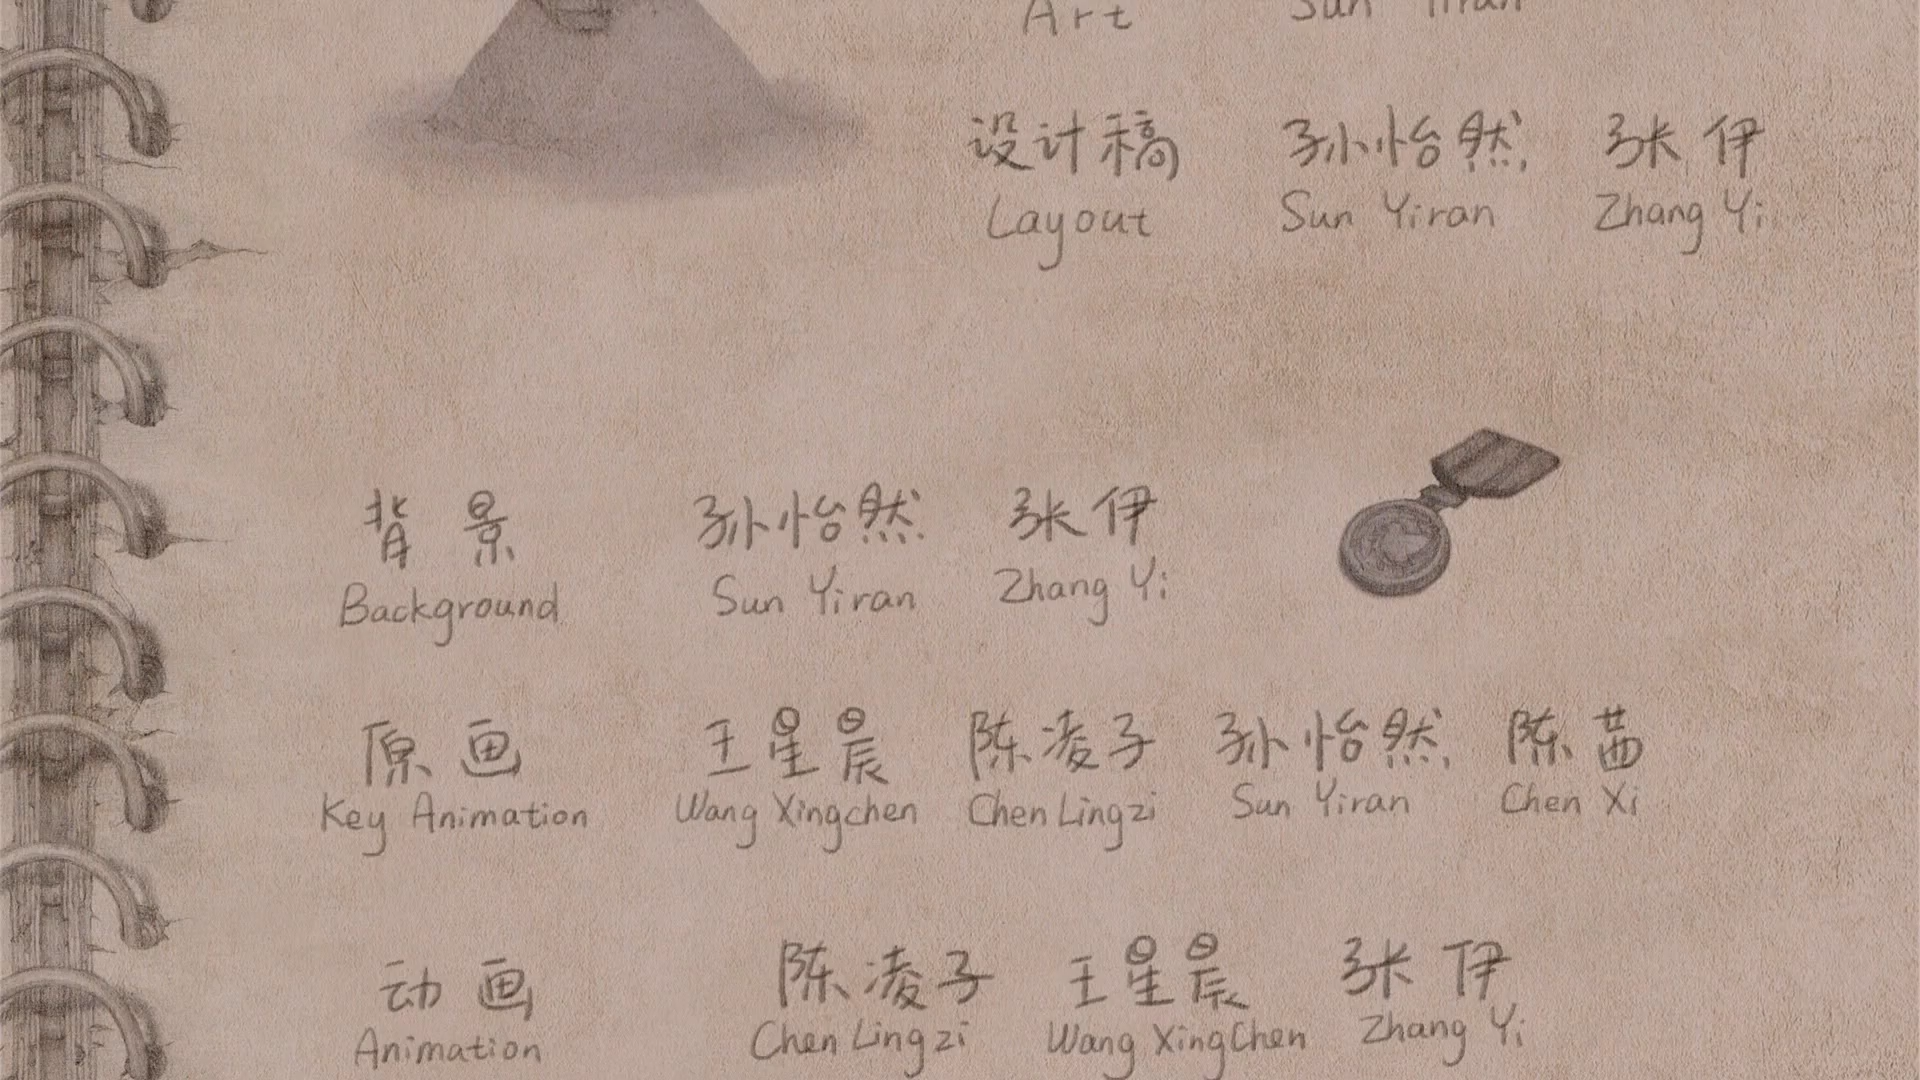 Art Sun Yiran
设计稿 孙怡然 张伊
Layout Sun Yiran Zhang Yi
背景 孙怡然 张伊
Background Sun Yiran Zhang Yi
原画 王星晨 陈凌子 孙怡然 陈茜
Key Animation Wang Xingchen Chen Lingzi Sun Yiran Chen Xi
动画 陈凌子 王星晨 张伊
Animation Chen Lingzi Wang XingChen Zhang Yi